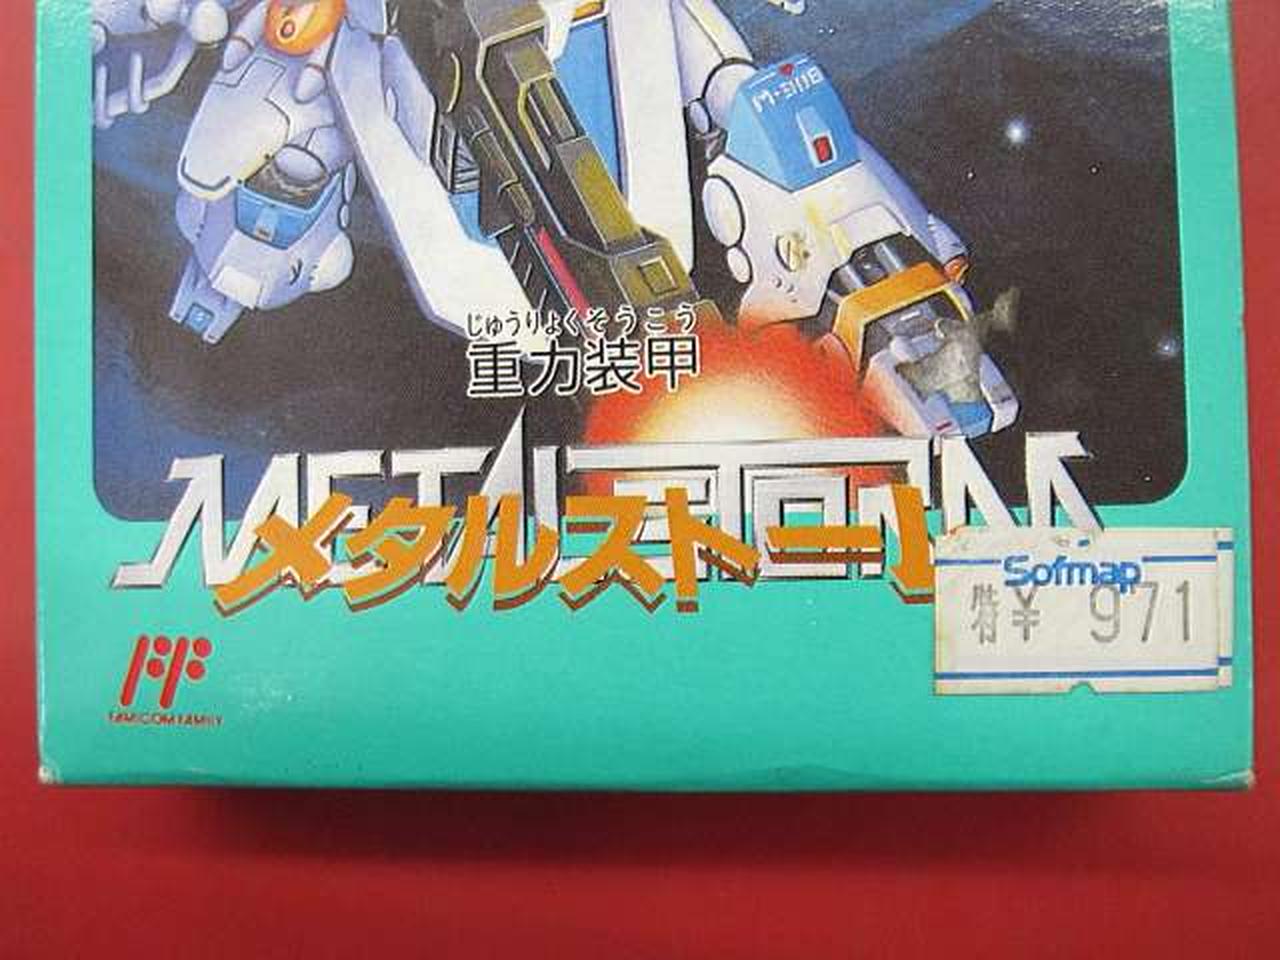 M-308
じゅうりょくそうこう
重力装甲
METAL STORM
メタルストー
Sofmap
特¥ 971
FAMICOM FAMILY